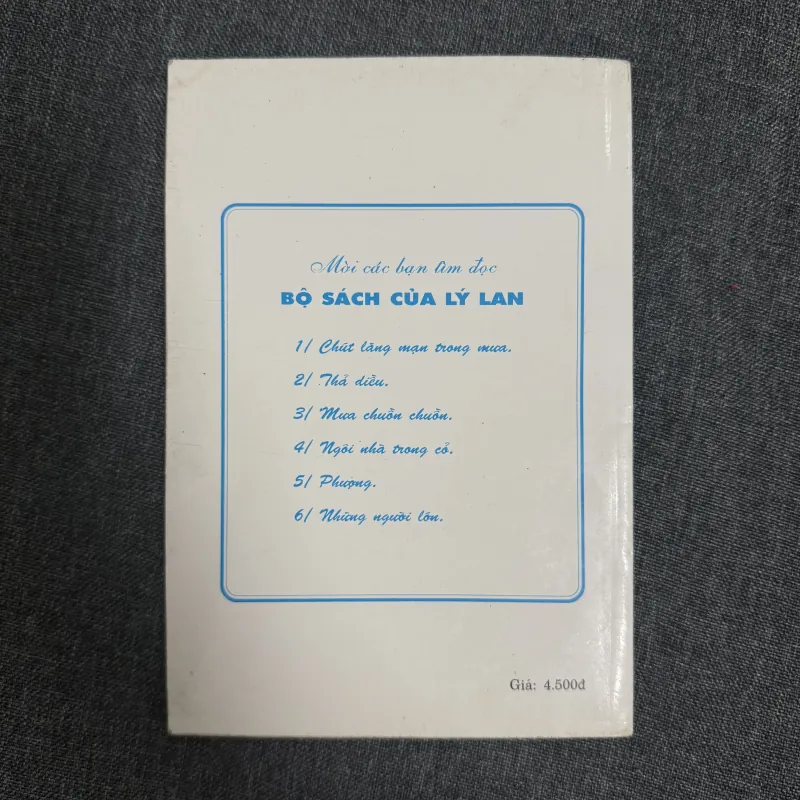 Mời các bạn tìm đọc
BỘ SÁCH CỦA LÝ LAN
1/ Chút lãng mạn trong mưa.
2/ Thả diều.
3/ Mưa chuồn chuồn.
4/ Ngôi nhà trong cỏ.
5/ Phượng.
6/ Những người lớn.
Giá: 4.500đ